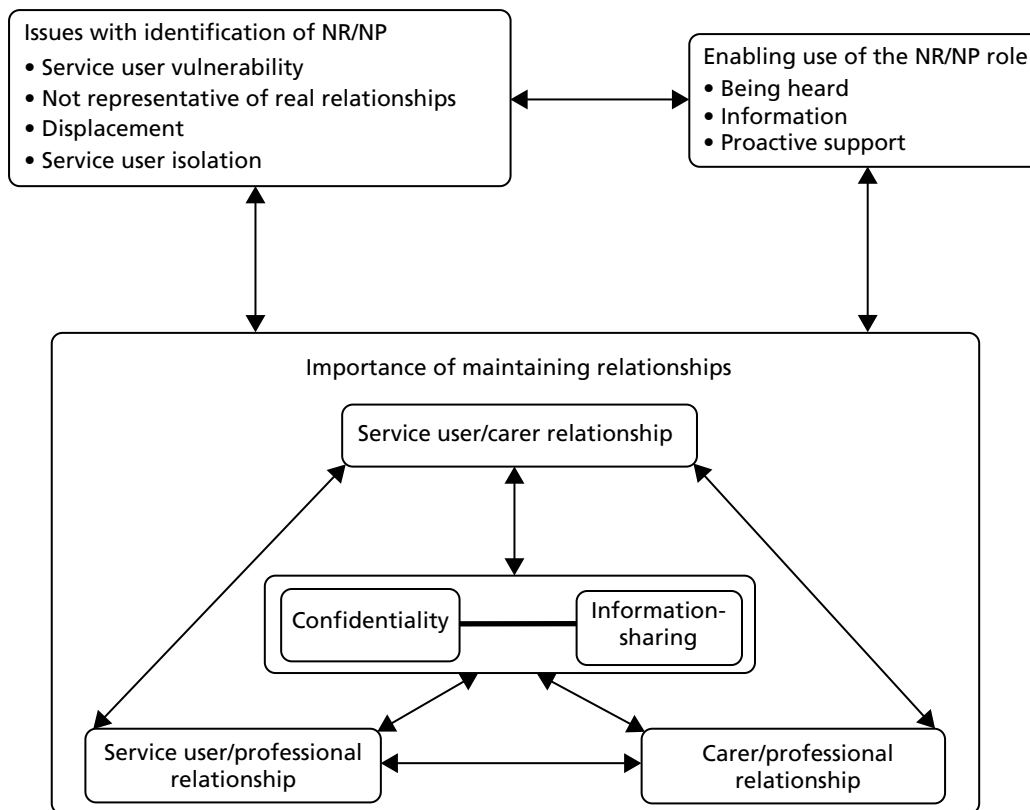 Issues with identification of NR/NP
• Service user vulnerability
• Not representative of real relationships
• Displacement
• Service user isolation
Enabling use of the NR/NP role
• Being heard
• Information
• Proactive support
Importance of maintaining relationships
Service user/carer relationship
Confidentiality
Information-
sharing
Service user/professional
relationship
Carer/professional
relationship